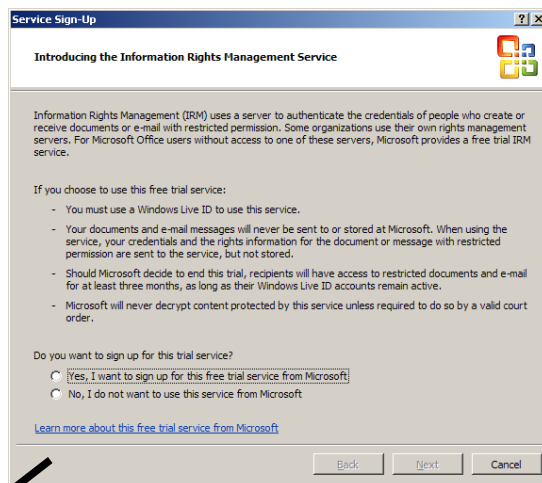 Service Sign-Up
Introducing the Information Rights Management Service
Information Rights Management (IRM) uses a server to authenticate the credentials of people who create or
receive documents or e-mail with restricted permission. Some organizations use their own rights management
servers. For Microsoft Office users without access to one of these servers, Microsoft provides a free trial IRM
service.
If you choose to use this free trial service:
- You must use a Windows Live ID to use this service.
- Your documents and e-mail messages will never be sent to or stored at Microsoft. When using the
service, your credentials and the rights information for the document or message with restricted
permission are sent to the service, but not stored.
- Should Microsoft decide to end this trial, recipients will have access to restricted documents and e-mail
for at least three months, as long as their Windows Live ID accounts remain active.
- Microsoft will never decrypt content protected by this service unless required to do so by a valid court
order.
Do you want to sign up for this trial service?
Yes, I want to sign up for this free trial service from Microsoft
No, I do not want to use this service from Microsoft
Learn more about this free trial service from Microsoft
Back Next Cancel